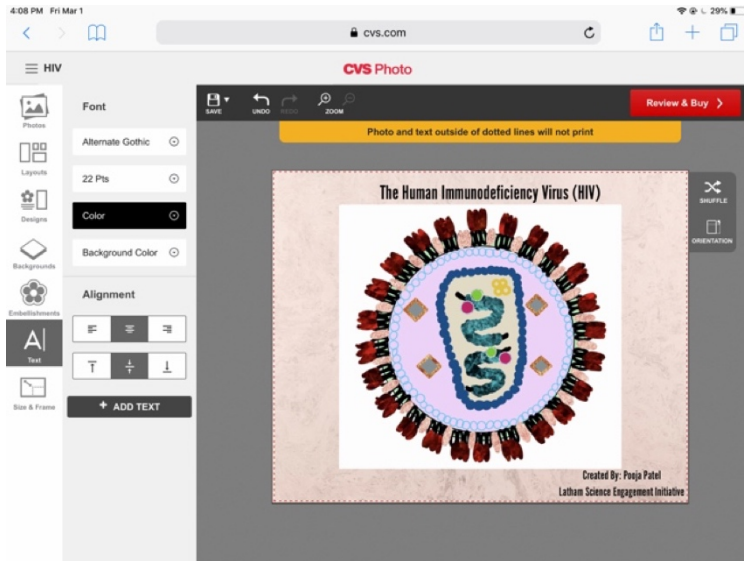 4:08 PM Fri Mar 1
29%
cvs.com
HIV
CVS Photo
Photos
Layouts
Designs
Backgrounds
Embellishments
Text
Size & Frame
Font
Alternate Gothic
22 Pts
Color
Background Color
Alignment
+ ADD TEXT
SAVE
UNDO
REDO
ZOOM
Review & Buy
Photo and text outside of dotted lines will not print
SHUFFLE
ORIENTATION
The Human Immunodeficiency Virus (HIV)
Created By: Pooja Patel
Latham Science Engagement Initiative